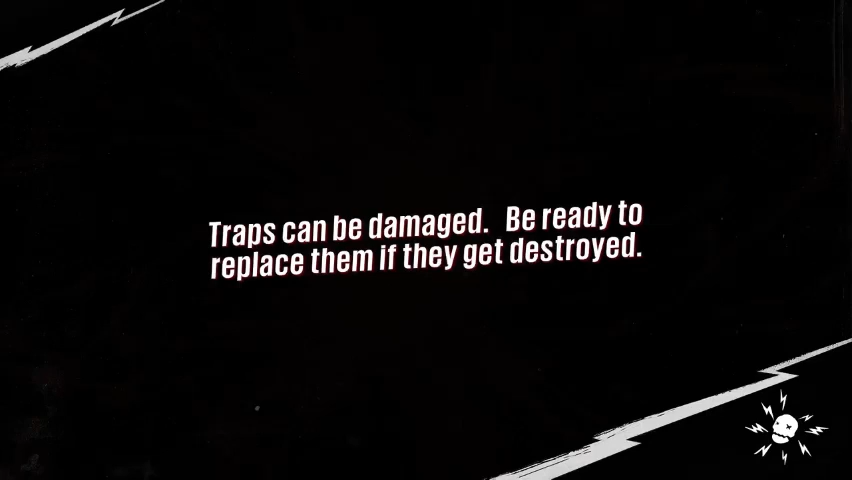 Traps can be damaged.  Be ready to
replace them if they get destroyed.